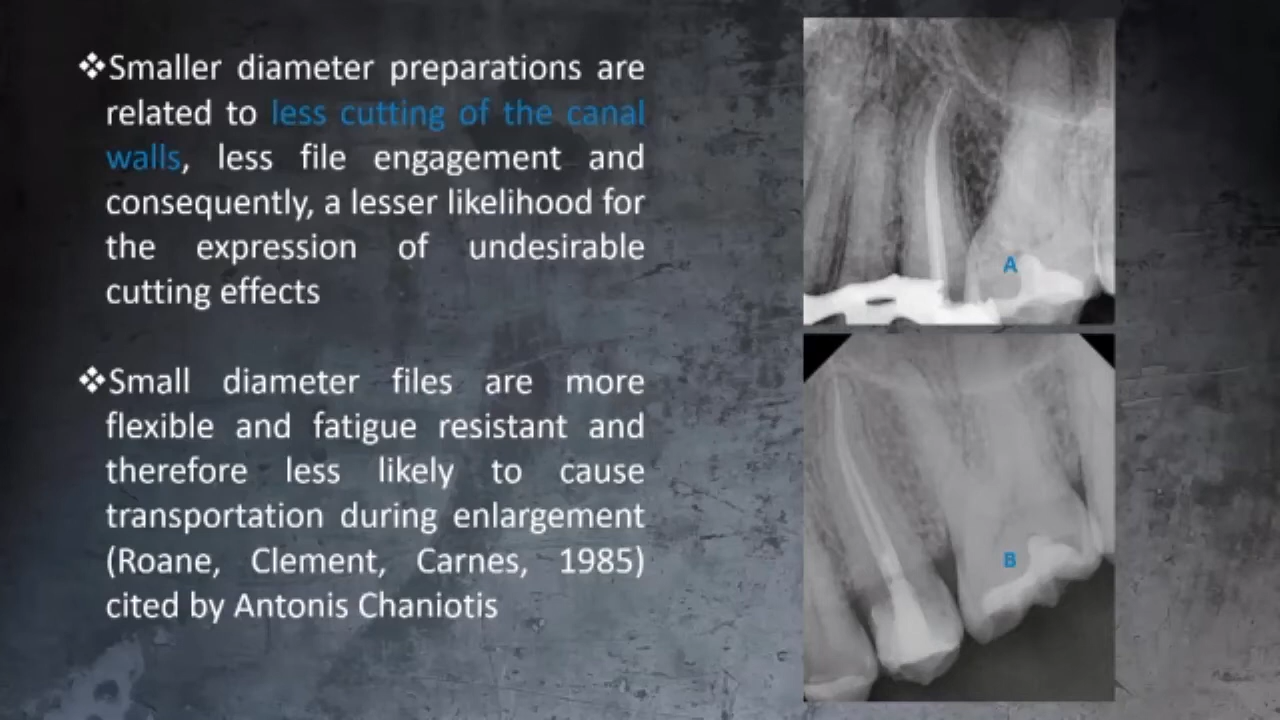 ❖Smaller diameter preparations are
related to less cutting of the canal
walls, less file engagement and
consequently, a lesser likelihood for
the expression of undesirable
cutting effects
❖Small diameter files are more
flexible and fatigue resistant and
therefore less likely to cause
transportation during enlargement
(Roane, Clement, Carnes, 1985)
cited by Antonis Chaniotis
A
B